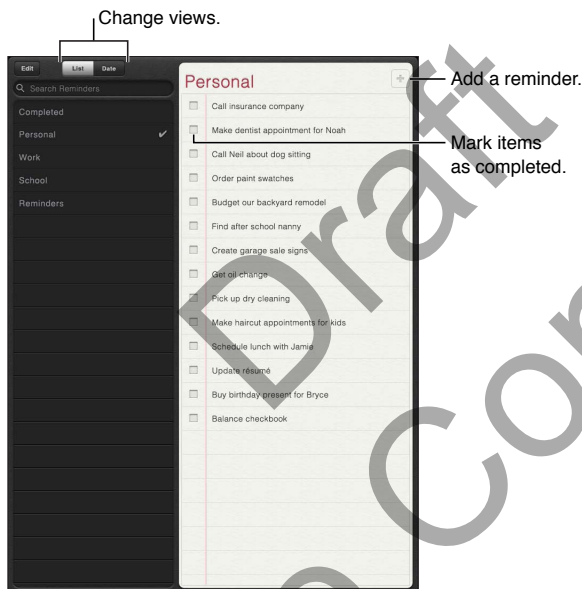 Change views.
Edit
List
Date
Search Reminders
Completed
Personal
Work
School
Reminders
Personal
Call insurance company
Make dentist appointment for Noah
Call Neil about dog sitting
Order paint swatches
Budget our backyard remodel
Find after school nanny
Create garage sale signs
Get oil change
Pick up dry cleaning
Make haircut appointments for kids
Schedule lunch with Jamie
Update résumé
Buy birthday present for Bryce
Balance checkbook
Add a reminder.
Mark items
as completed.
Draft